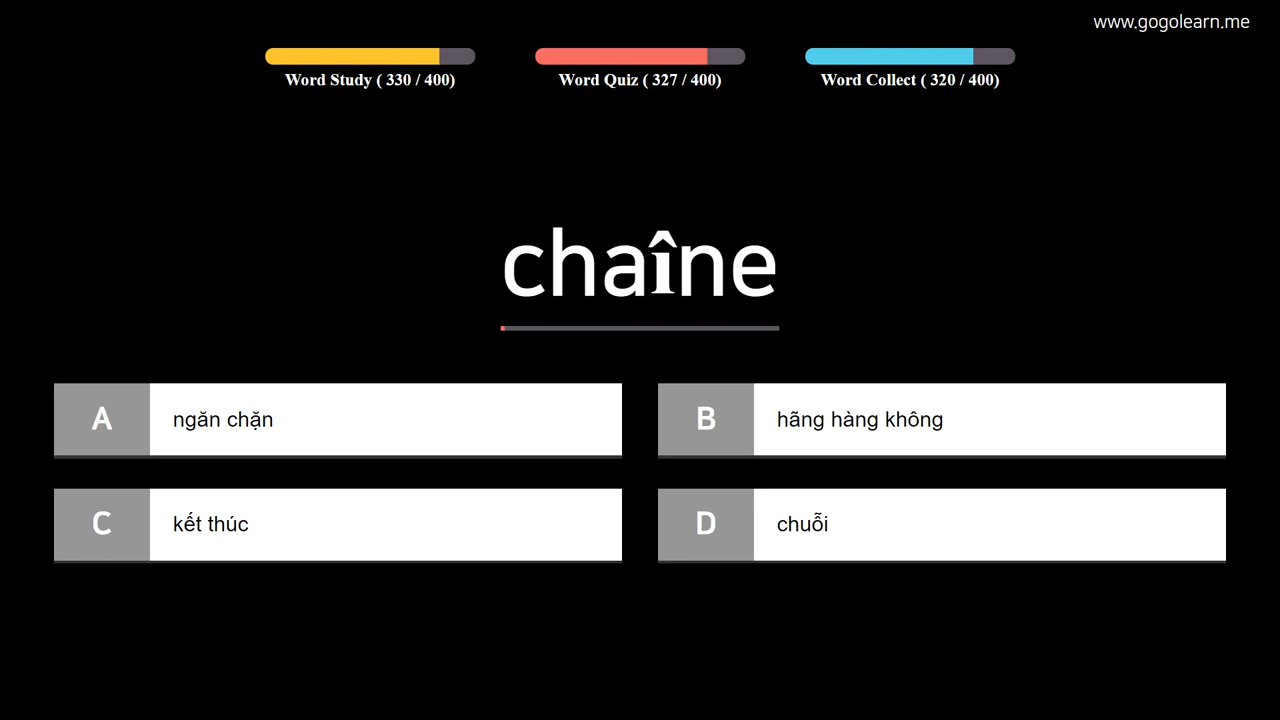 www.gogolearn.me
Word Study ( 330 / 400)
Word Quiz ( 327 / 400)
Word Collect ( 320 / 400)
chaîne
A ngăn chặn
B hãng hàng không
C kết thúc
D chuỗi